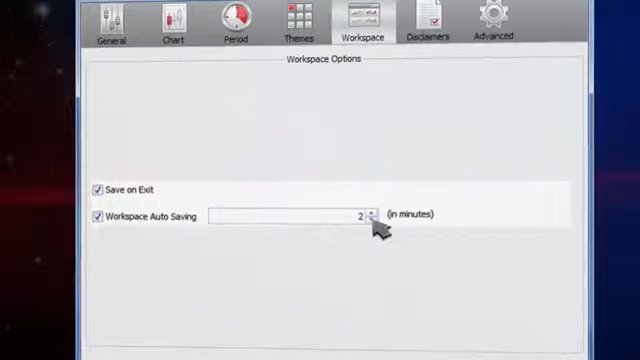 General Chart Period Themes Workspace Disclaimers Advanced
Workspace Options
Save on Exit
Workspace Auto Saving 2 (in minutes)